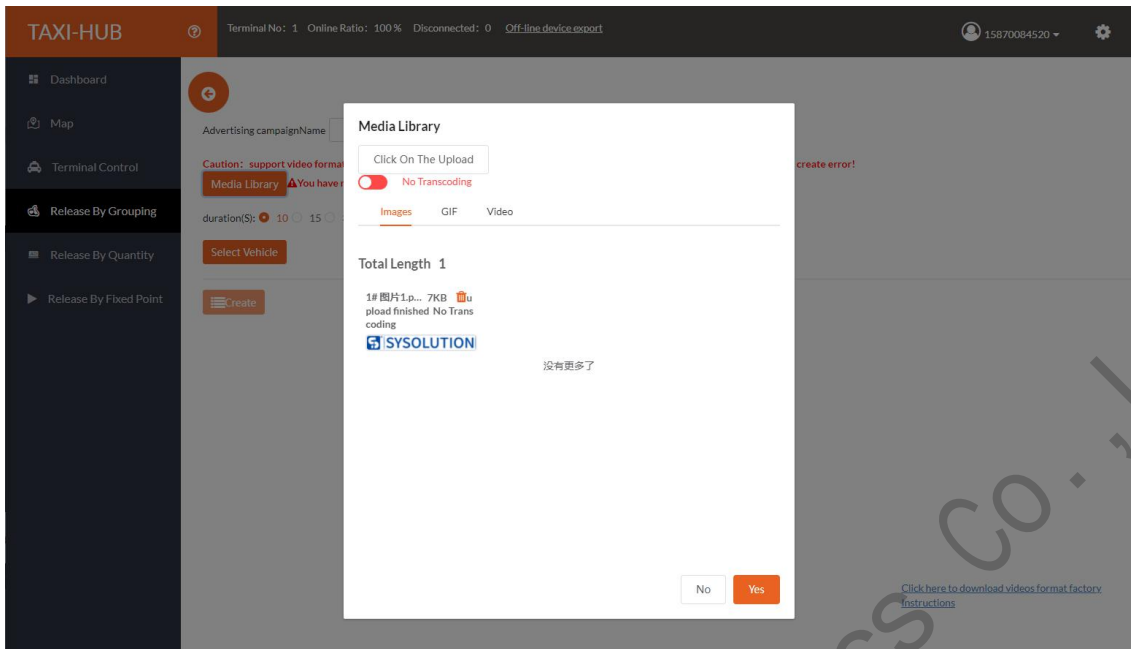 TAXI-HUB
Terminal No: 1 Online Ratio: 100 % Disconnected: 0 Off-line device export
15870084520
Dashboard
Map
Terminal Control
Release By Grouping
Release By Quantity
Release By Fixed Point
Advertising campaignName
Caution: support video format
create error!
Media Library
You have
duration(S):
10
15
Select Vehicle
Create
Media Library
Click On The Upload
No Transcoding
Images GIF Video
Total Length 1
1# 图片1.p... 7KB u
pload finished No Trans
coding
SYSOLUTION
没有更多了
No
Yes
Click here to download videos format factory
instructions
Co.,